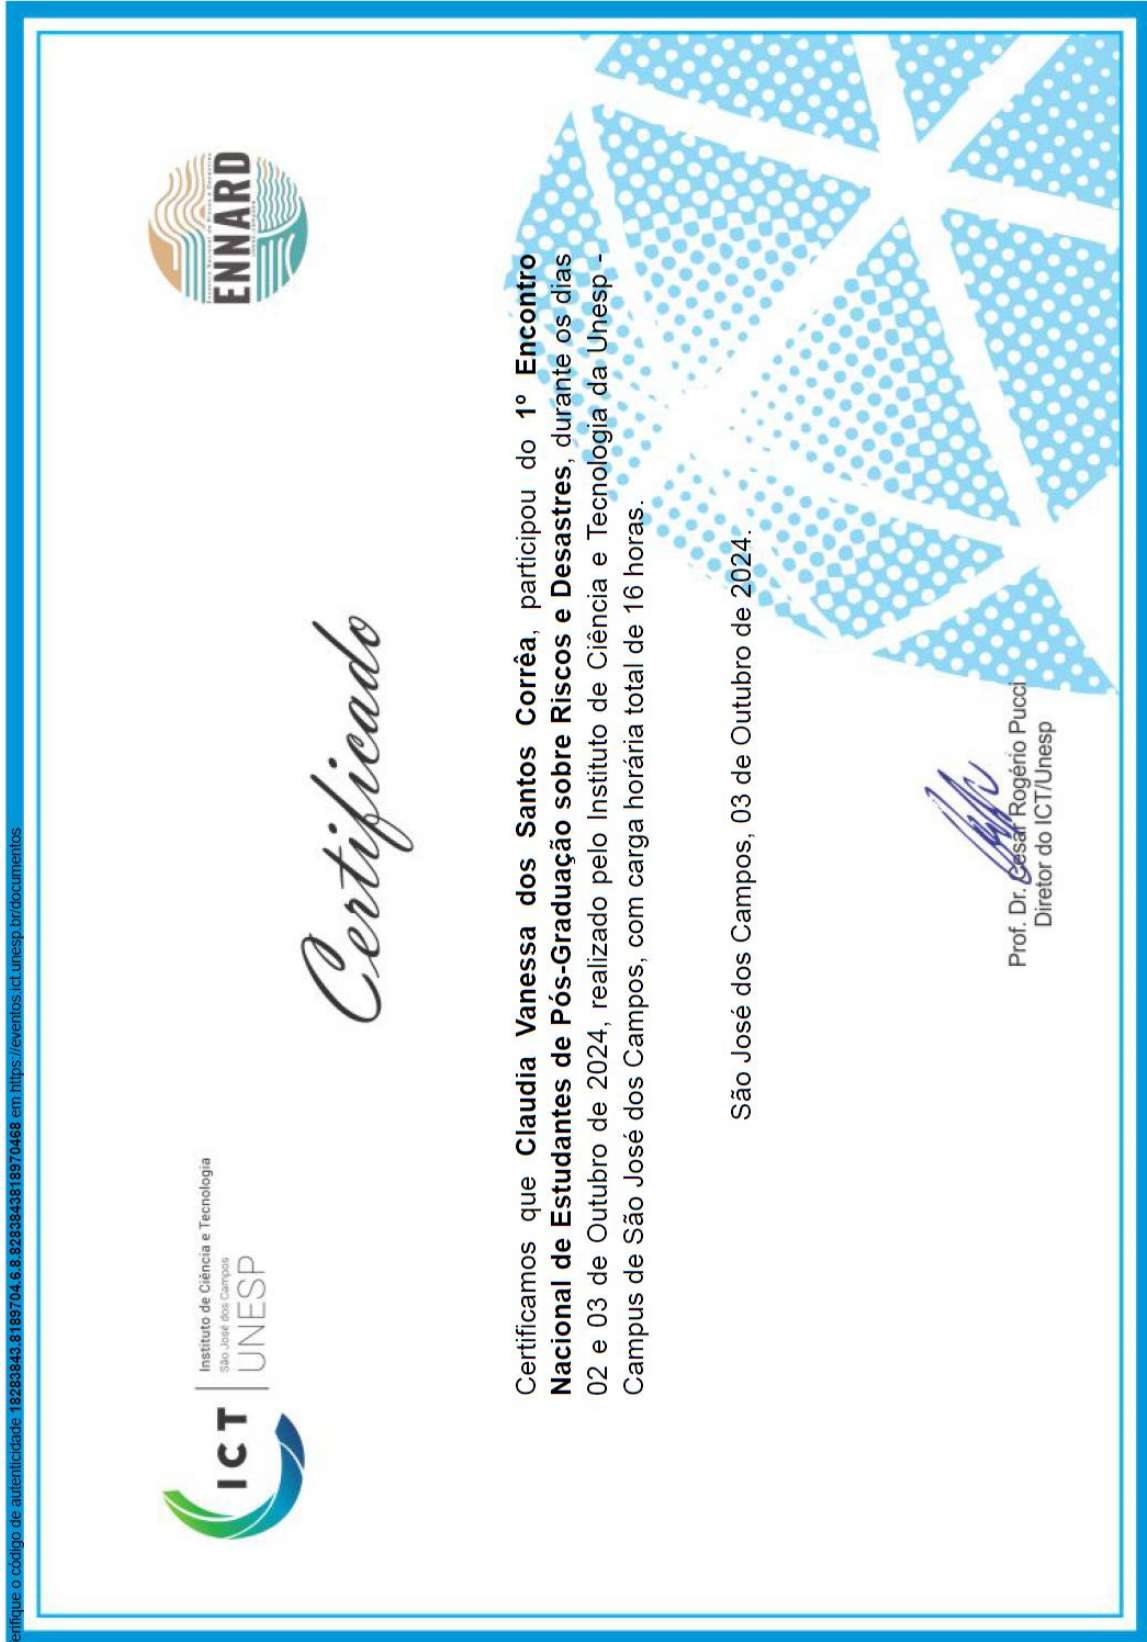 erifique o código de autenticidade 18283843.8189704.6.8.8283843818970468 em https://eventos.ict.unesp.br/documentos
ICT
Instituto de Ciência e Tecnologia
São José dos Campos
UNESP
ENNARD
Certificado
Certificamos que Claudia Vanessa dos Santos Corrêa, participou do 1º Encontro
Nacional de Estudantes de Pós-Graduação sobre Riscos e Desastres, durante os dias
02 e 03 de Outubro de 2024, realizado pelo Instituto de Ciência e Tecnologia da Unesp -
Campus de São José dos Campos, com carga horária total de 16 horas.
São José dos Campos, 03 de Outubro de 2024.
Prof. Dr. Cesar Rogério Pucci
Diretor do ICT/Unesp